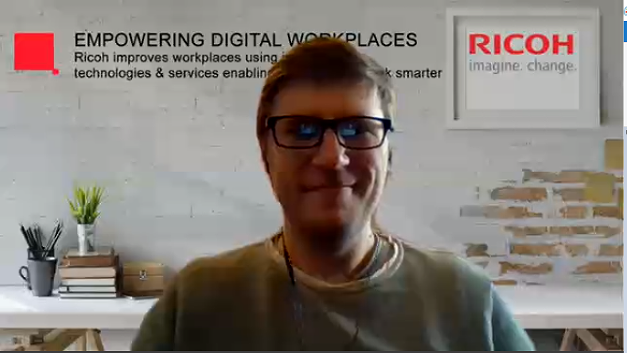 EMPOWERING DIGITAL WORKPLACES
Ricoh improves workplaces using
technologies & services enabling k smarter
RICOH
imagine. change.